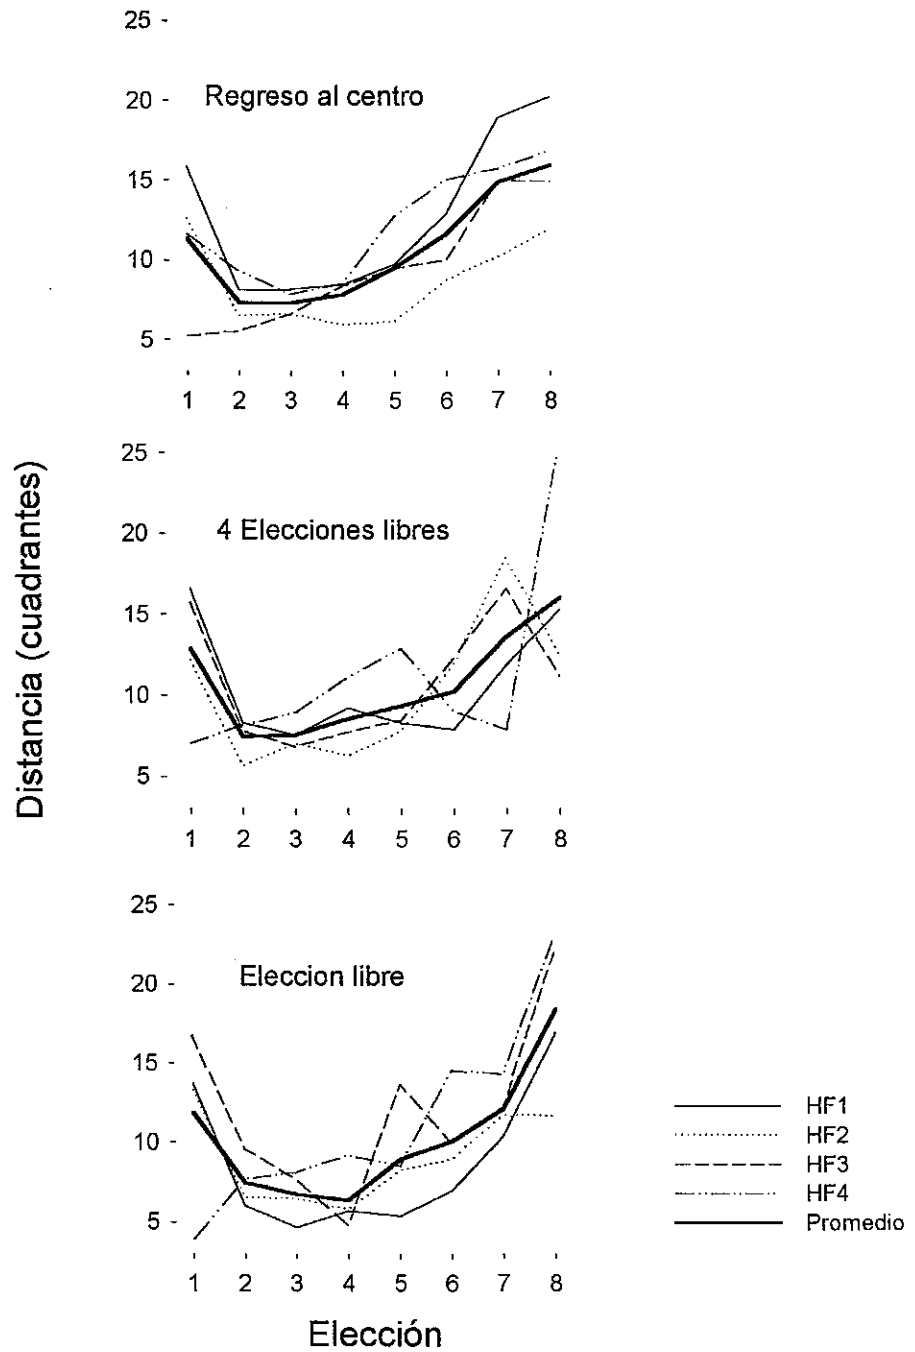 Distancia (cuadrantes)
25 -
20 -
15 -
10 -
5 -
Regreso al centro
1 2 3 4 5 6 7 8
25 -
20 -
15 -
10 -
5 -
4 Elecciones libres
1 2 3 4 5 6 7 8
25 -
20 -
15 -
10 -
5 -
Eleccion libre
1 2 3 4 5 6 7 8
Elección
HF1
HF2
HF3
HF4
Promedio